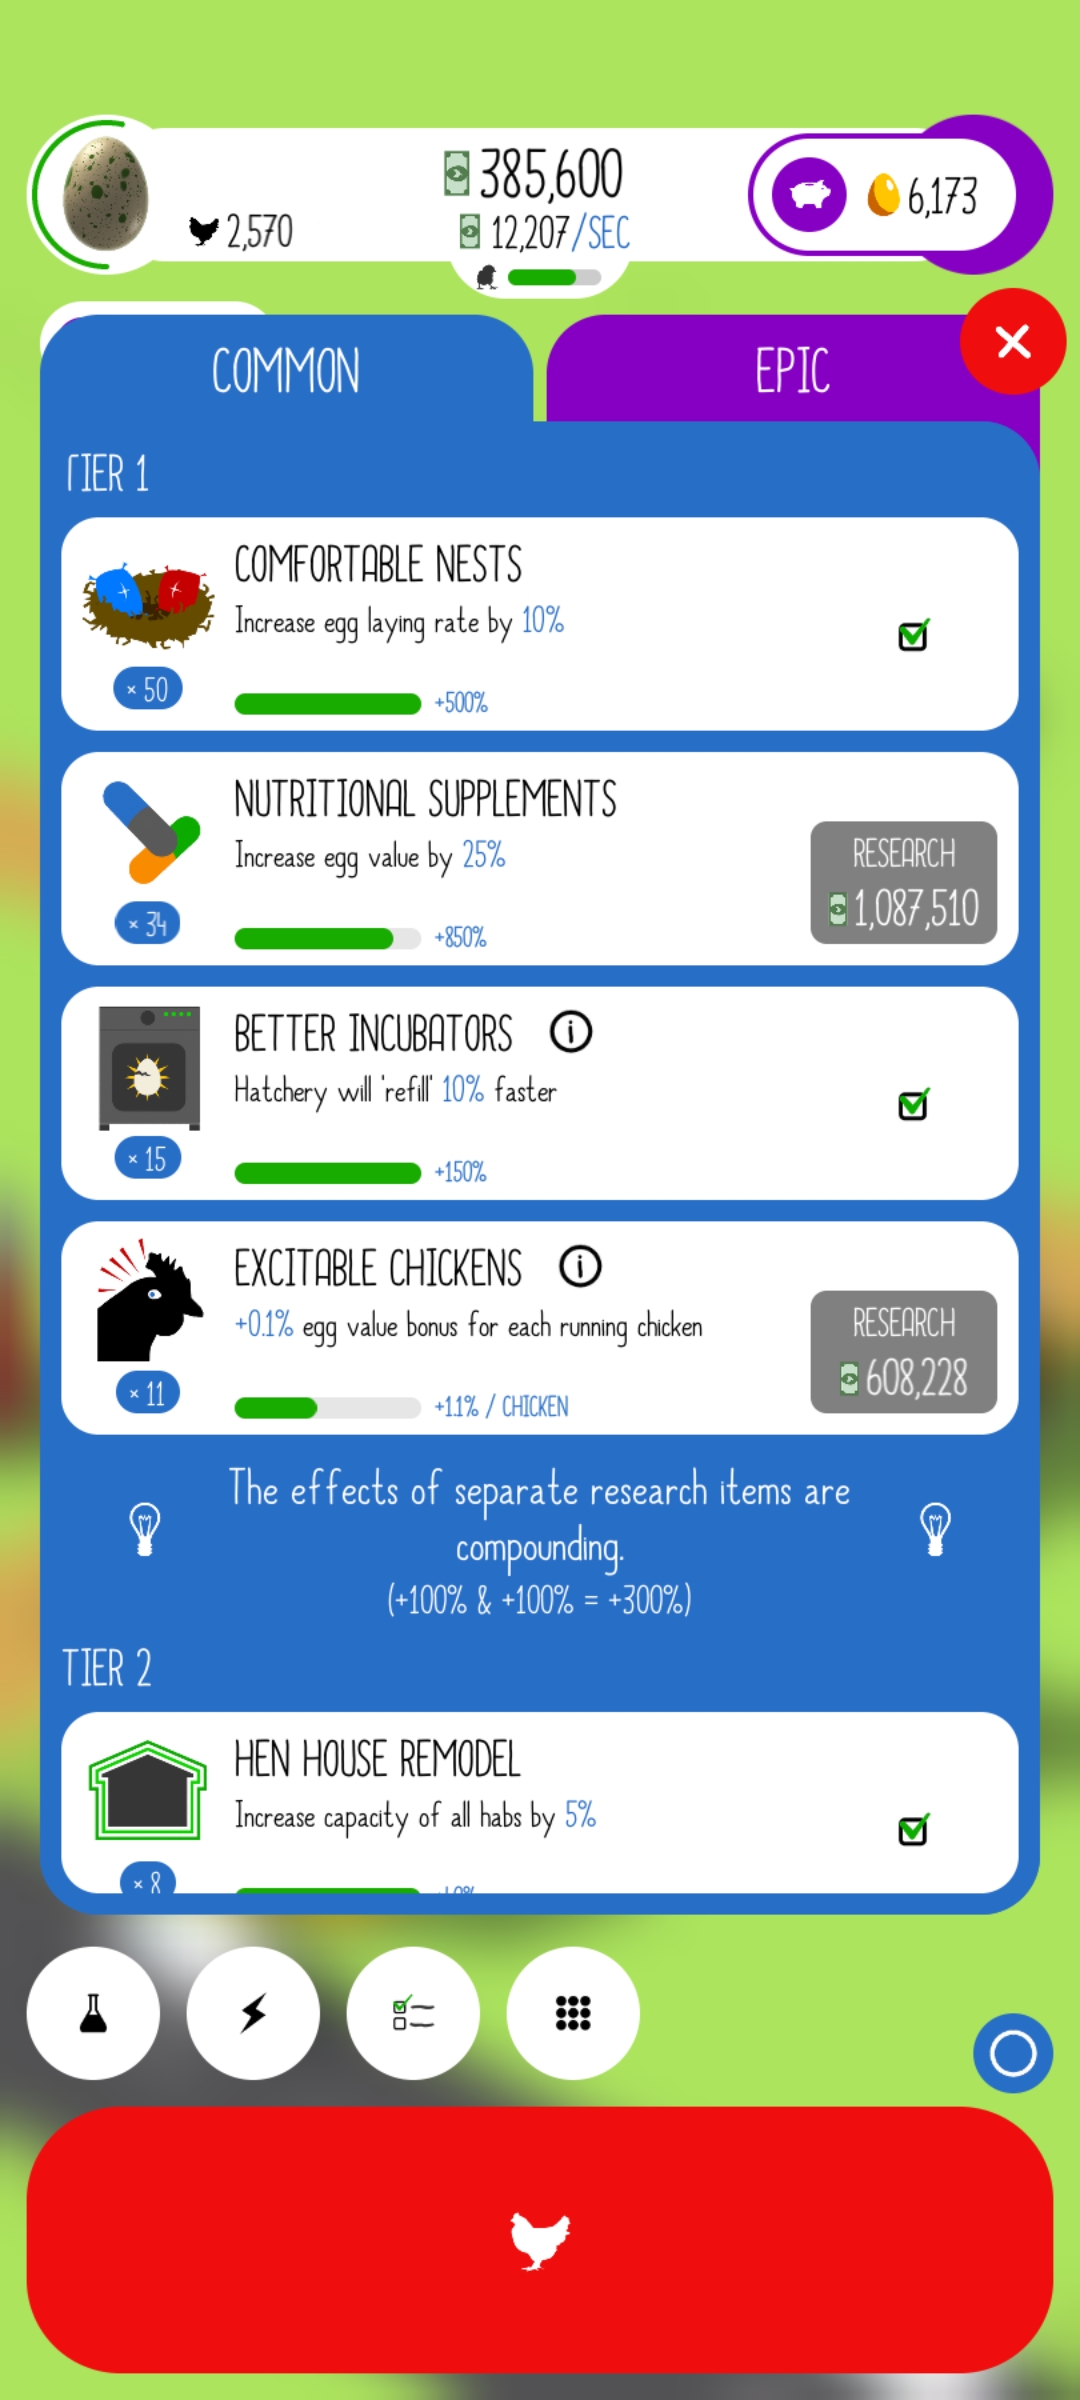 385,600
2,570
12,207/SEC
6,173
COMMON
EPIC
TIER 1
COMFORTABLE NESTS
Increase egg laying rate by 10%
× 50
+500%
NUTRITIONAL SUPPLEMENTS
Increase egg value by 25%
RESEARCH
1,087,510
× 34
+850%
BETTER INCUBATORS
Hatchery will 'refill' 10% faster
× 15
+150%
EXCITABLE CHICKENS
+0.1% egg value bonus for each running chicken
RESEARCH
608,228
× 11
+1.1% / CHICKEN
The effects of separate research items are
compounding.
(+100% & +100% = +300%)
TIER 2
HEN HOUSE REMODEL
Increase capacity of all habs by 5%
× 8